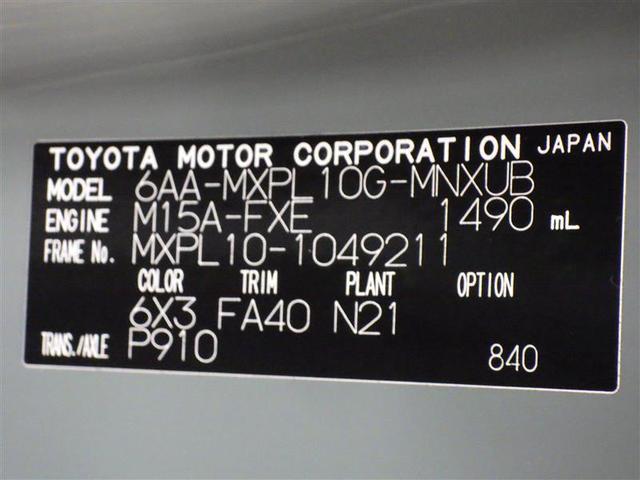 TOYOTA MOTOR CORPORATION JAPAN
MODEL 6AA-MXPL10G-MNXUB
ENGINE M15A-FXE 1490 mL
FRAME No. MXPL10-1049211
COLOR TRIM PLANT OPTION
6X3 FA40 N21
TRANS./AXLE P910 840